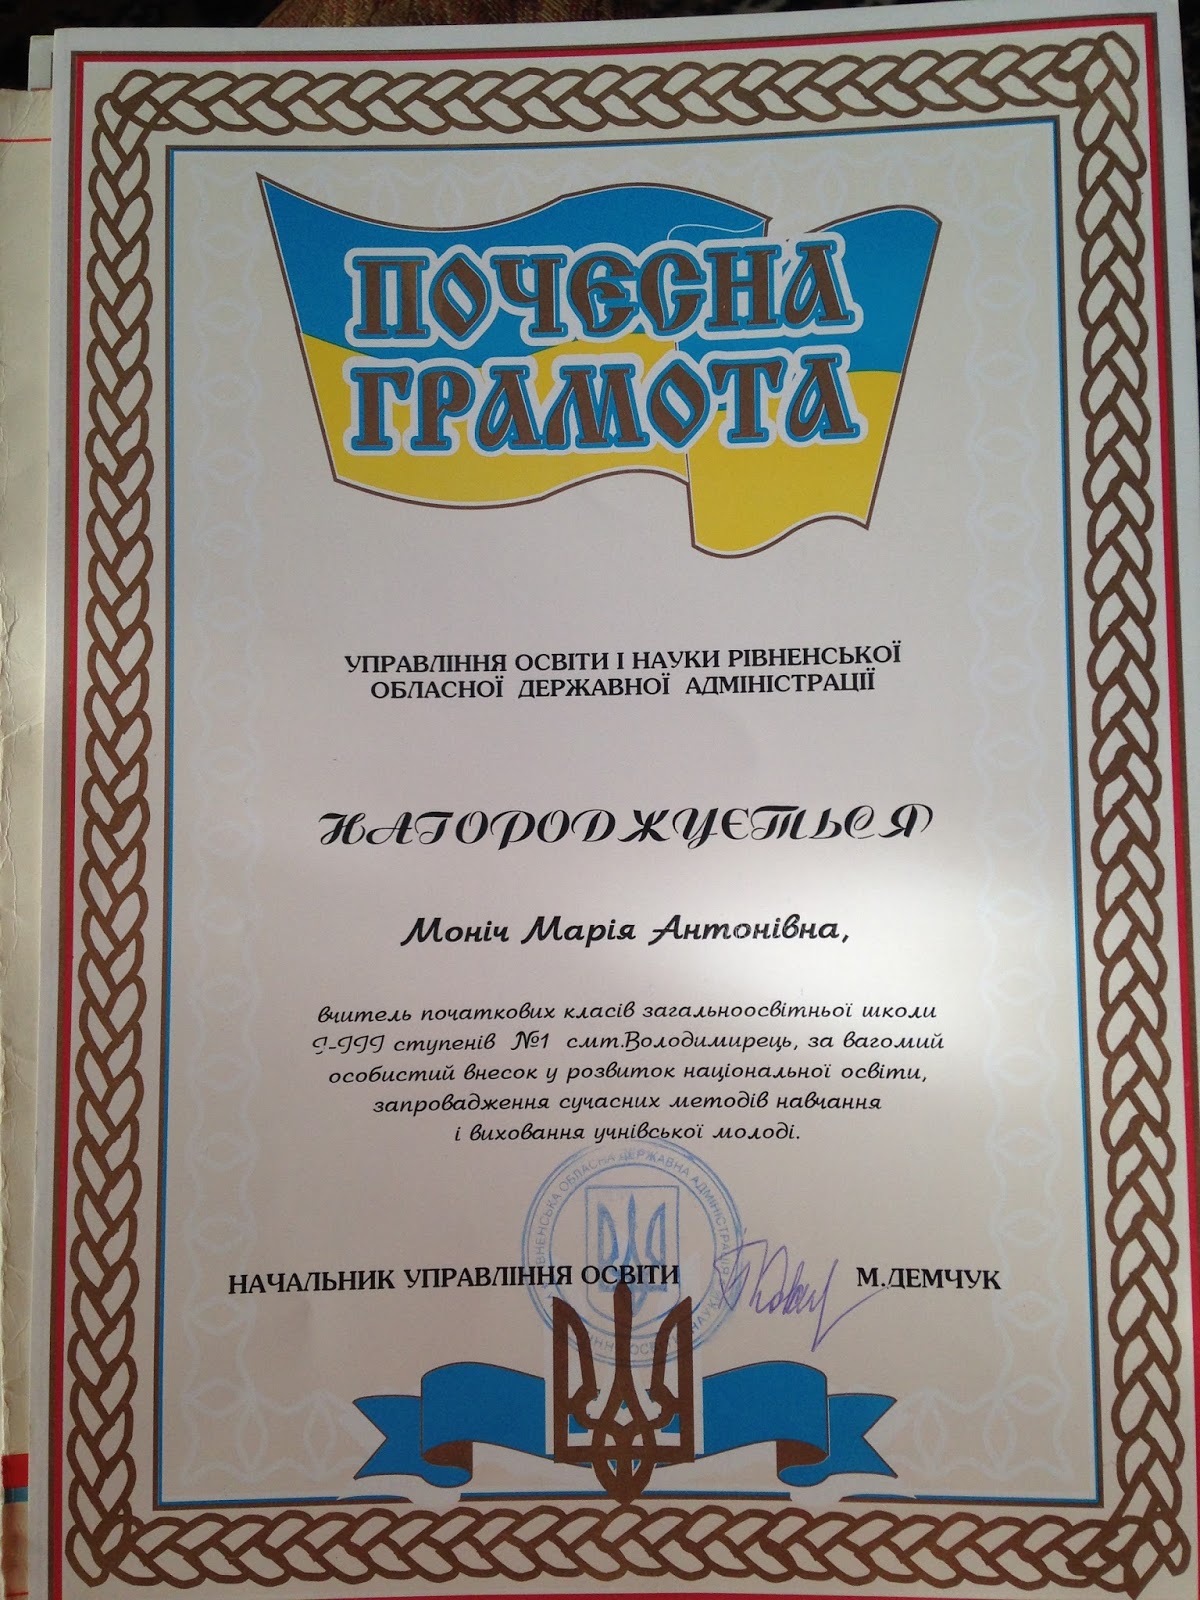 ПОЧЕСНА
ГРАМОТА
УПРАВЛІННЯ ОСВІТИ І НАУКИ РІВНЕНСЬКОЇ
ОБЛАСНОЇ ДЕРЖАВНОЇ АДМІНІСТРАЦІЇ
НАГОРОДЖУЄТЬСЯ
Моніч Марія Антонівна,
вчитель початкових класів загальноосвітньої школи
І-ІІІ ступенів №1 смт.Володимирець, за вагомий
особистий внесок у розвиток національної освіти,
запровадження сучасних методів навчання
і виховання учнівської молоді.
ОБЛАСНА ДЕРЖАВНА
НАЧАЛЬНИК УПРАВЛІННЯ ОСВІТИ М.ДЕМЧУК